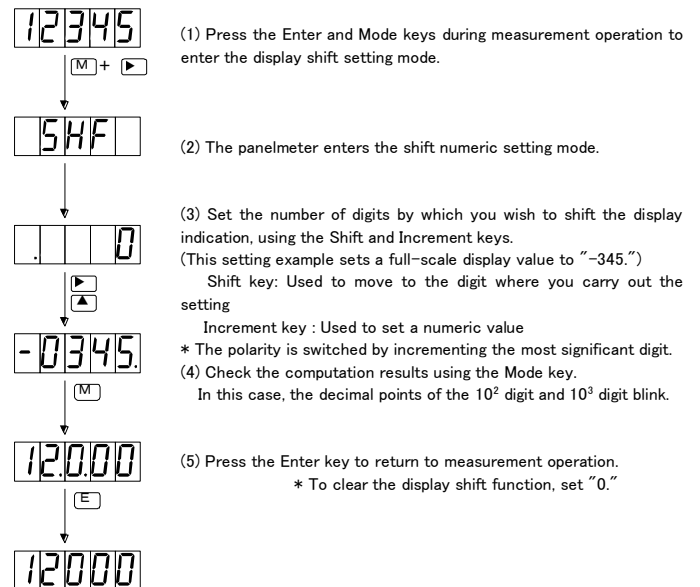 12345
(1) Press the Enter and Mode keys during measurement operation to
enter the display shift setting mode.
M + ▶
SHF
(2) The panelmeter enters the shift numeric setting mode.
. 0
(3) Set the number of digits by which you wish to shift the display
indication, using the Shift and Increment keys.
(This setting example sets a full-scale display value to "-345.")
Shift key: Used to move to the digit where you carry out the
setting
Increment key : Used to set a numeric value
* The polarity is switched by incrementing the most significant digit.
▶
▲
-0345.
(4) Check the computation results using the Mode key.
In this case, the decimal points of the 10² digit and 10³ digit blink.
M
12.0.00
(5) Press the Enter key to return to measurement operation.
* To clear the display shift function, set "0."
E
12000